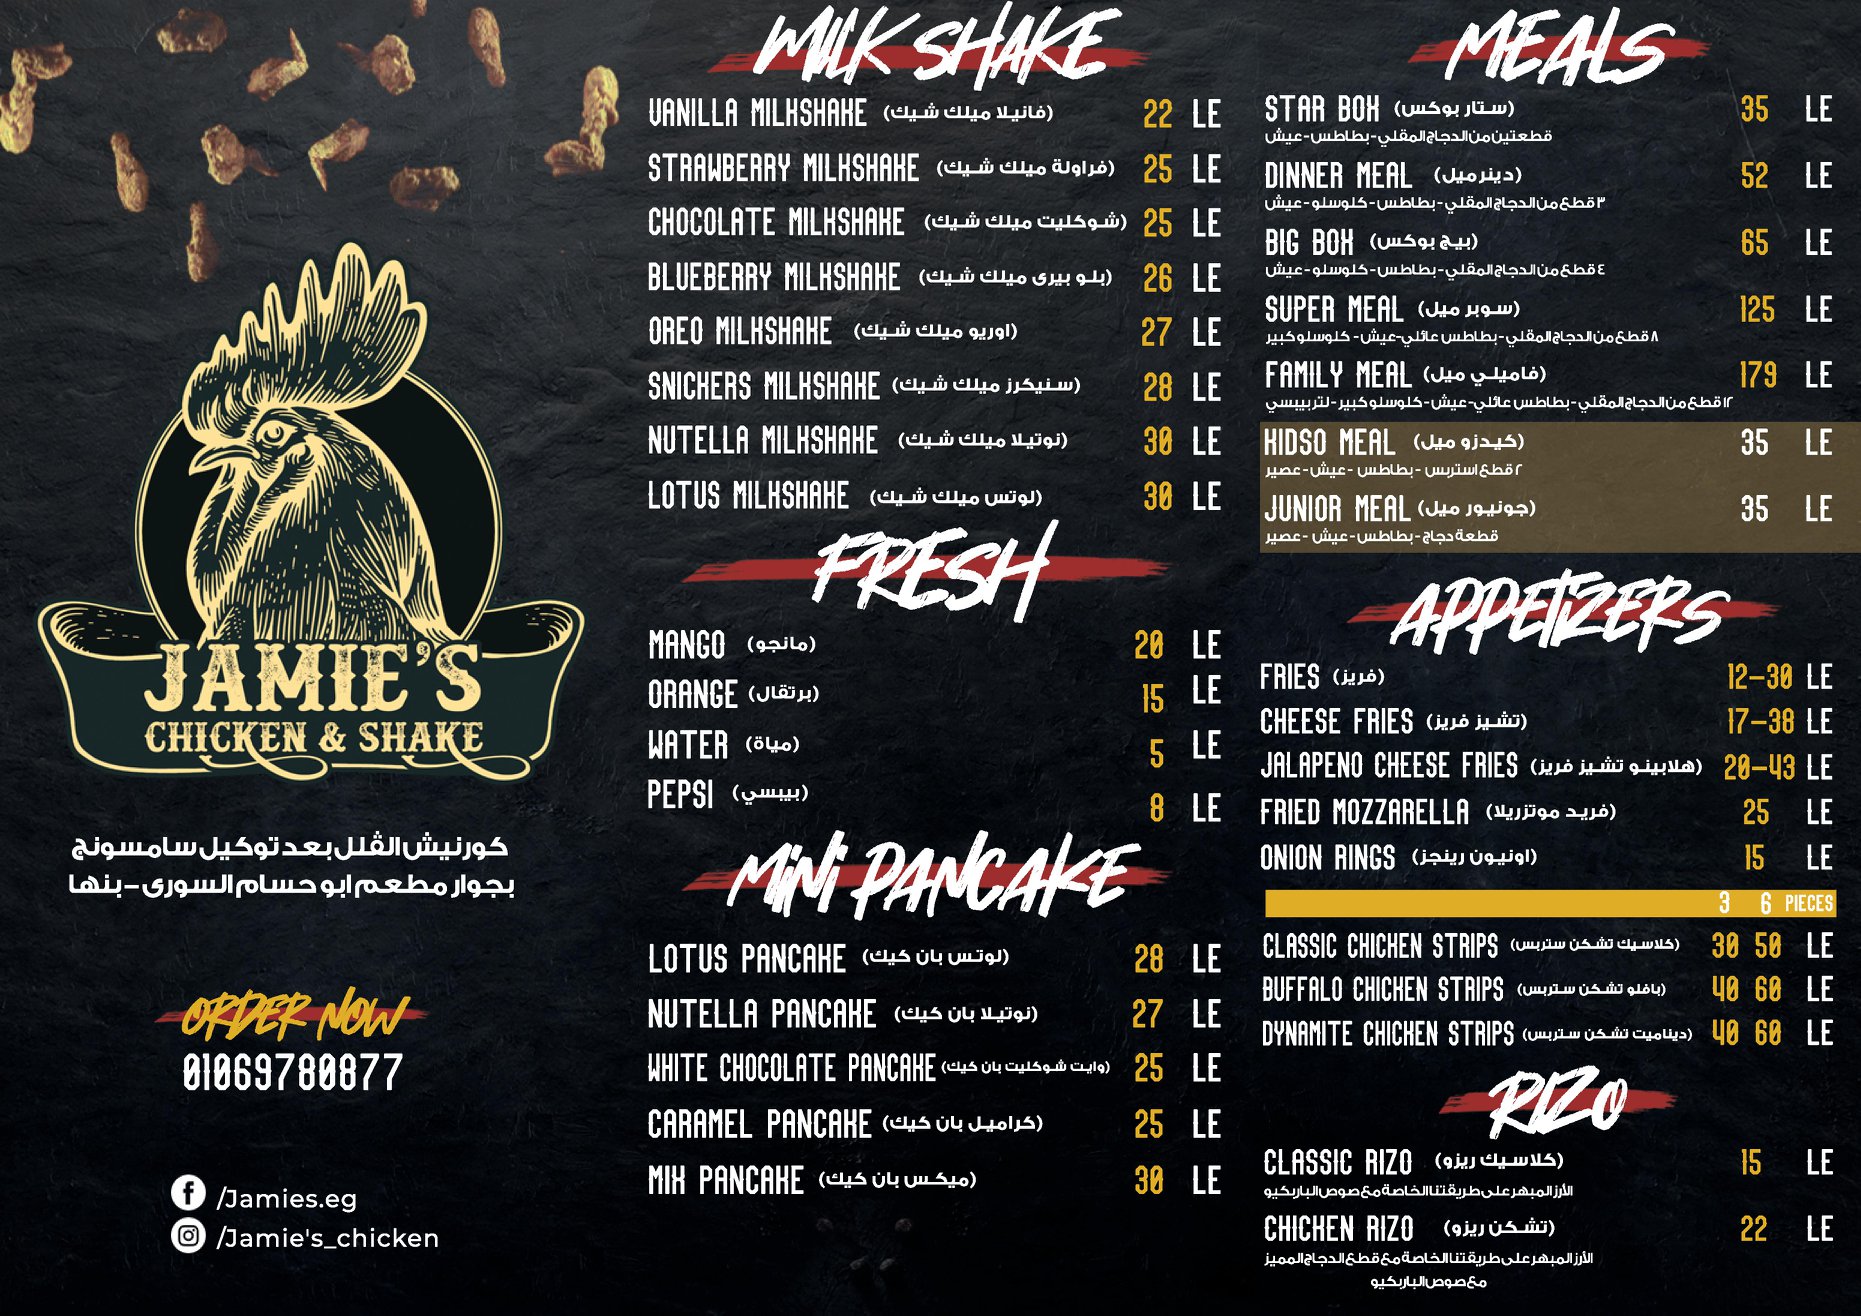 JAMIE'S
CHICKEN & SHAKE
كورنيش الڤلل بعد توكيل سامسونج
بجوار مطعم ابو حسام السورى - بنها
ORDER NOW
01069780877
/Jamies.eg
/Jamie's_chicken
MILK SHAKE
VANILLA MILKSHAKE (فانيلا ميلك شيك) 22 LE
STRAWBERRY MILKSHAKE (فراولة ميلك شيك) 25 LE
CHOCOLATE MILKSHAKE (شوكليت ميلك شيك) 25 LE
BLUEBERRY MILKSHAKE (بلو بيرى ميلك شيك) 26 LE
OREO MILKSHAKE (اوريو ميلك شيك) 27 LE
SNICKERS MILKSHAKE (سنيكرز ميلك شيك) 28 LE
NUTELLA MILKSHAKE (نوتيلا ميلك شيك) 30 LE
LOTUS MILKSHAKE (لوتس ميلك شيك) 30 LE
FRESH
MANGO (مانجو) 20 LE
ORANGE (برتقال) 15 LE
WATER (مياة) 5 LE
PEPSI (بيبسي) 8 LE
MINI PANCAKE
LOTUS PANCAKE (لوتس بان كيك) 28 LE
NUTELLA PANCAKE (نوتيلا بان كيك) 27 LE
WHITE CHOCOLATE PANCAKE (وايت شوكليت بان كيك) 25 LE
CARAMEL PANCAKE (كراميل بان كيك) 25 LE
MIX PANCAKE (ميكس بان كيك) 30 LE
MEALS
STAR BOX (ستار بوكس) 35 LE
قطعتين من الدجاج المقلي - بطاطس - عيش
DINNER MEAL (دينر ميل) 52 LE
٣ قطع من الدجاج المقلي - بطاطس - كلوسلو - عيش
BIG BOX (بيج بوكس) 65 LE
٤ قطع من الدجاج المقلي - بطاطس - كلوسلو - عيش
SUPER MEAL (سوبر ميل) 125 LE
٨ قطع من الدجاج المقلي - بطاطس عائلي-عيش - كلوسلو كبير
FAMILY MEAL (فاميلي ميل) 179 LE
١٢ قطع من الدجاج المقلي - بطاطس عائلي - عيش - كلوسلو كبير - لتر بيبسي
KIDSO MEAL (كيدزو ميل) 35 LE
٢ قطع استربس - بطاطس - عيش - عصير
JUNIOR MEAL (جونيور ميل) 35 LE
قطعة دجاج - بطاطس - عيش - عصير
APPETIZERS
FRIES (فريز) 12-30 LE
CHEESE FRIES (تشيز فريز) 17-38 LE
JALAPENO CHEESE FRIES (هلابينو تشيز فريز) 20-43 LE
FRIED MOZZARELLA (فريد موتزريلا) 25 LE
ONION RINGS (اونيون رينجز) 15 LE
3 6 PIECES
CLASSIC CHICKEN STRIPS (كلاسيك تشكن ستربس) 30 50 LE
BUFFALO CHICKEN STRIPS (بافلو تشكن ستربس) 40 60 LE
DYNAMITE CHICKEN STRIPS (ديناميت تشكن ستربس) 40 60 LE
RIZO
CLASSIC RIZO (كلاسيك ريزو) 15 LE
الأرز المبهر على طريقتنا الخاصة مع صوص الباربكيو
CHICKEN RIZO (تشكن ريزو) 22 LE
الأرز المبهر على طريقتنا الخاصة مع قطع الدجاج المميز
مع صوص الباربكيو